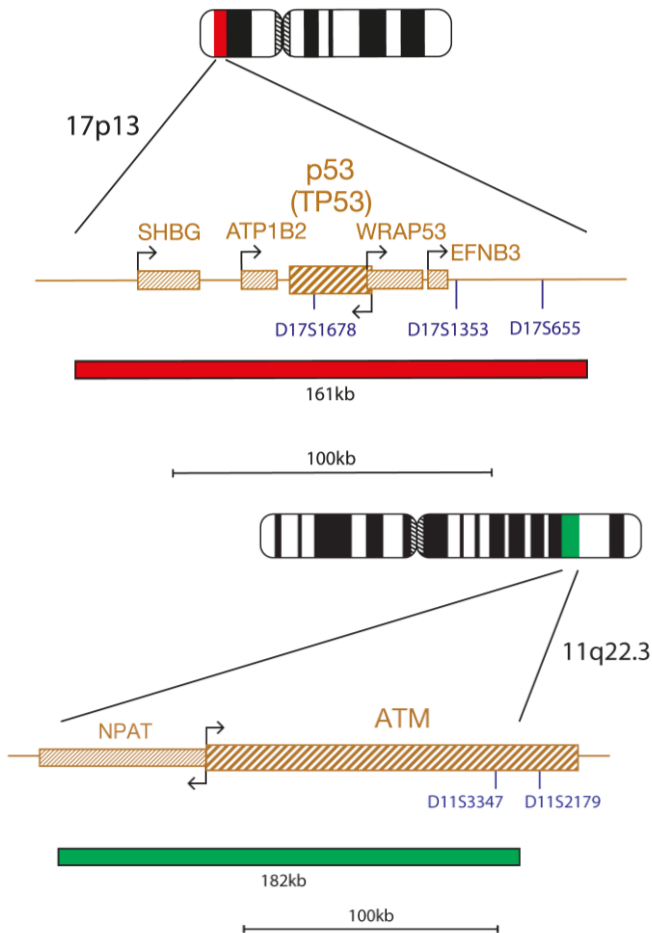 17p13
p53
(TP53)
SHBG
ATP1B2
WRAP53
EFNB3
D17S1678
D17S1353
D17S655
161kb
100kb
11q22.3
NPAT
ATM
D11S3347
D11S2179
182kb
100kb